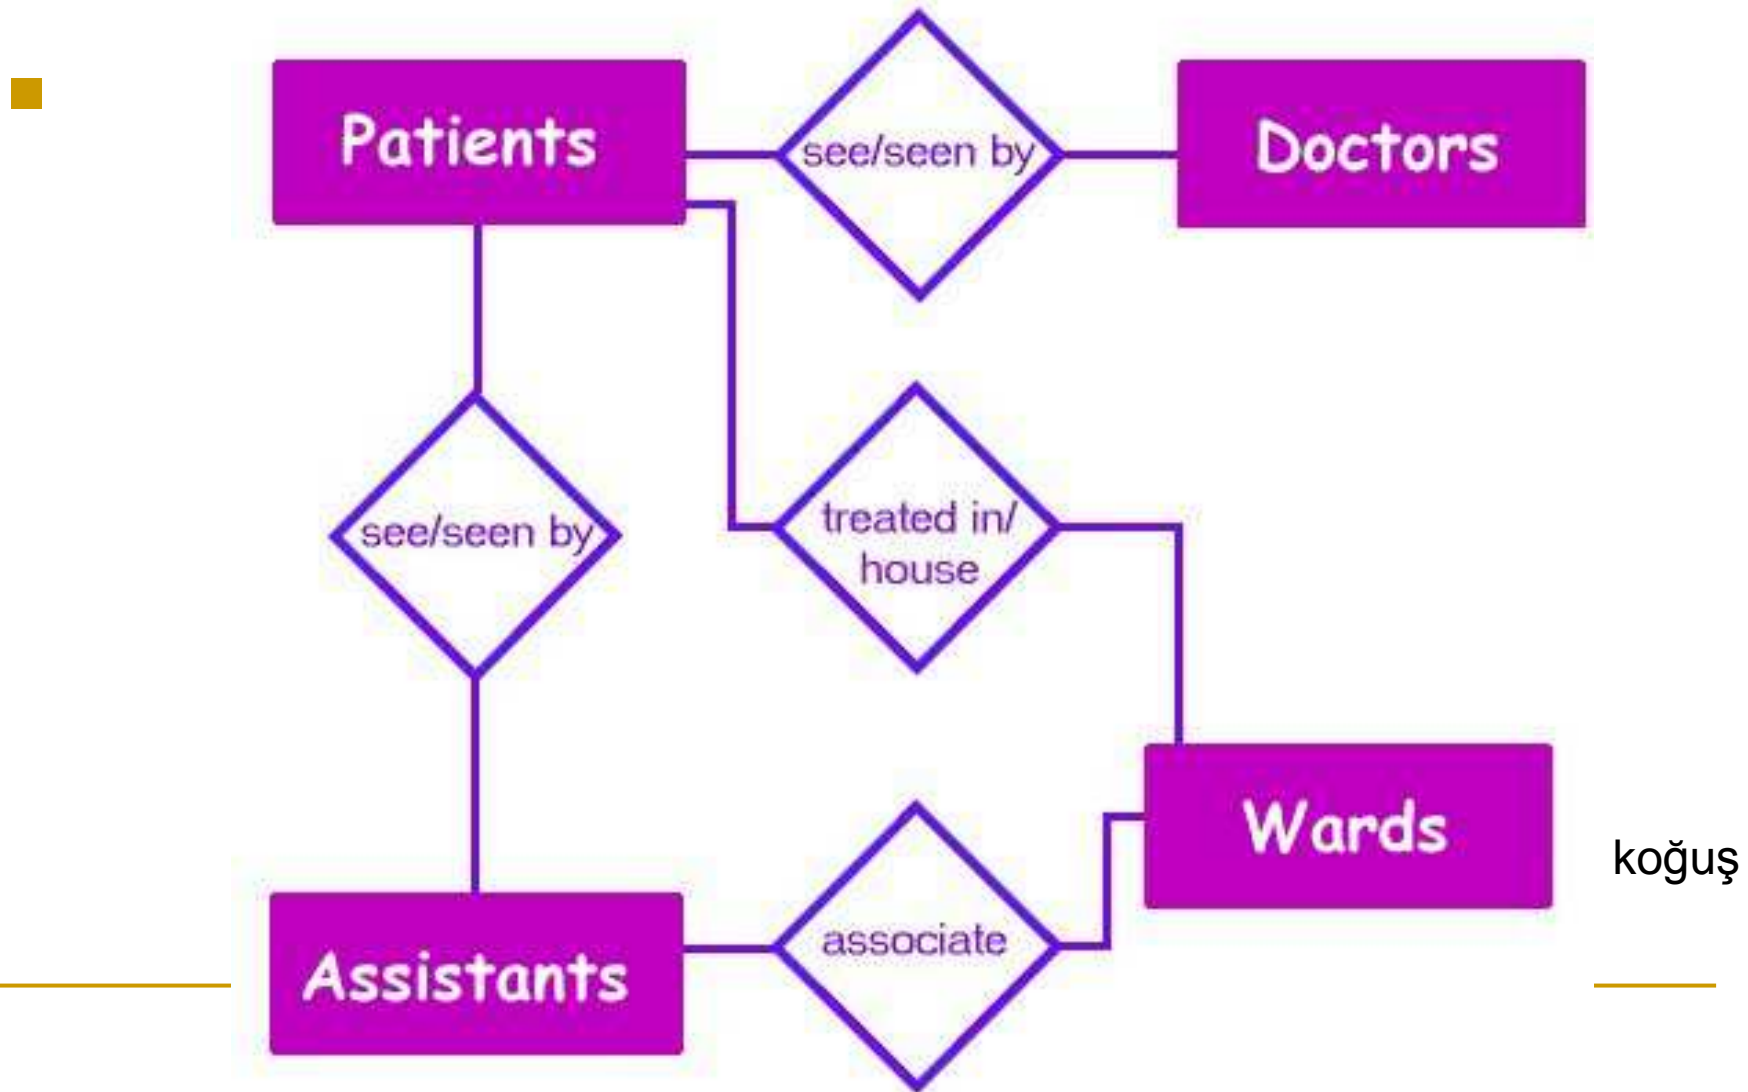 Patients
see/seen by
Doctors
see/seen by
treated in/
house
Wards
koğuş
Assistants
associate